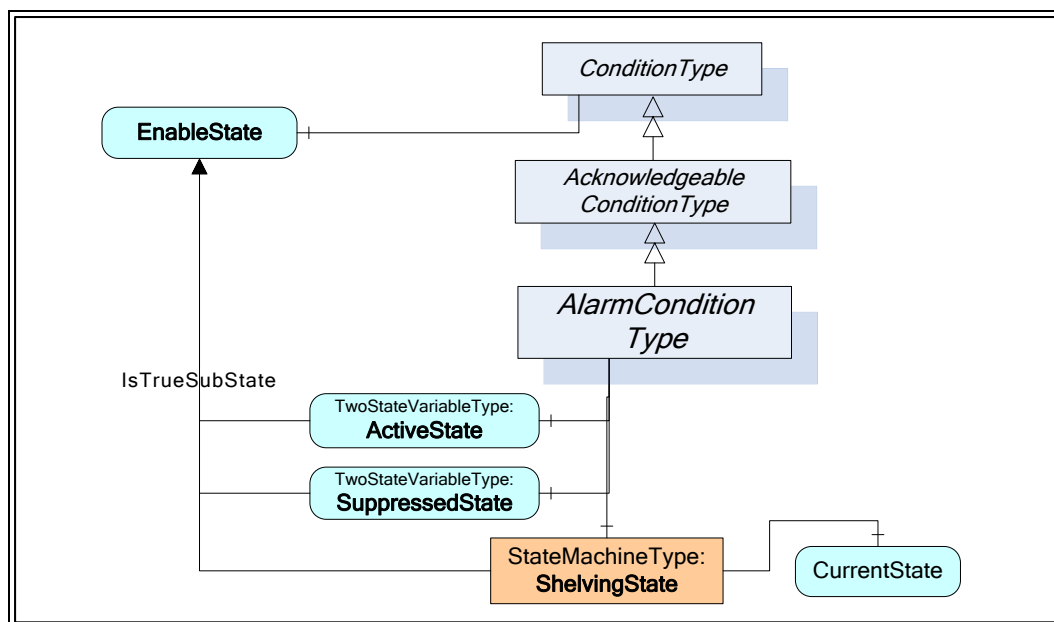 ConditionType
EnableState
Acknowledgeable
ConditionType
AlarmCondition
Type
IsTrueSubState
TwoStateVariableType:
ActiveState
TwoStateVariableType:
SuppressedState
StateMachineType:
ShelvingState
CurrentState